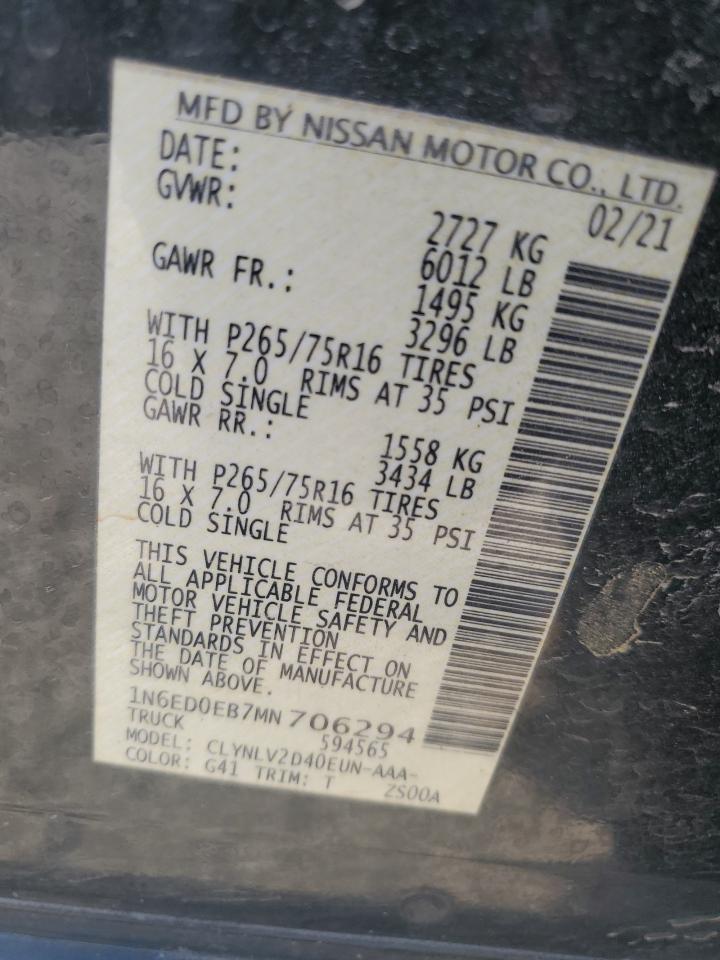 MFD BY NISSAN MOTOR CO., LTD.
DATE: 02/21
GVWR: 2727 KG
6012 LB
GAWR FR.: 1495 KG
3296 LB
WITH P265/75R16 TIRES
16 X 7.0 RIMS AT 35 PSI
COLD SINGLE
GAWR RR.: 1558 KG
3434 LB
WITH P265/75R16 TIRES
16 X 7.0 RIMS AT 35 PSI
COLD SINGLE
THIS VEHICLE CONFORMS TO
ALL APPLICABLE FEDERAL
MOTOR VEHICLE SAFETY AND
THEFT PREVENTION
STANDARDS IN EFFECT ON
THE DATE OF MANUFACTURE
SHOWN ABOVE.
1N6ED0EB7MN 706294
TRUCK 594565
MODEL: CLYNLV2D40EUN-AAA-
COLOR: G41 TRIM: T ZS00A